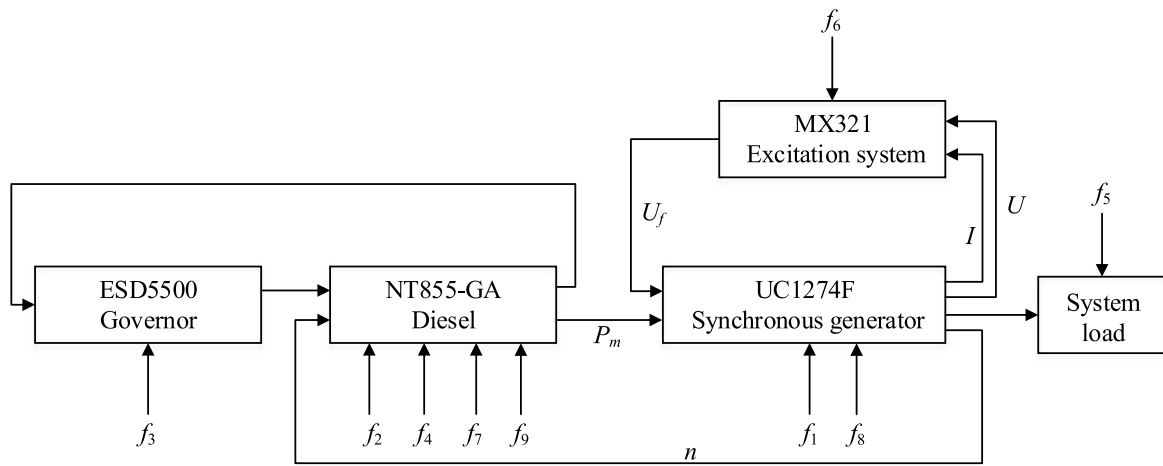 f6
MX321
Excitation system
Uf
I
U
f5
ESD5500
Governor
NT855-GA
Diesel
Pm
UC1274F
Synchronous generator
System
load
f3
f2
f4
f7
f9
f1
f8
n